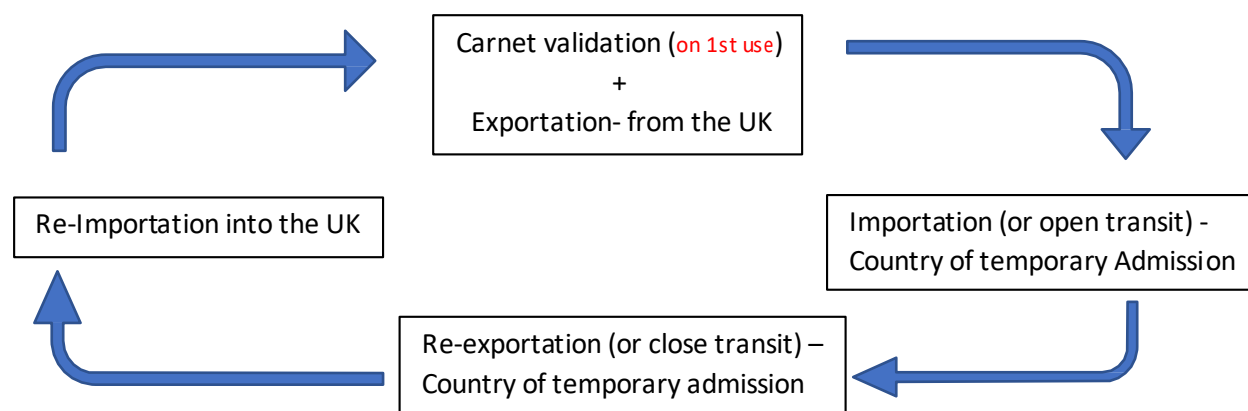 Carnet validation (on 1st use)
+
Exportation- from the UK
Re-Importation into the UK
Importation (or open transit) -
Country of temporary Admission
Re-exportation (or close transit) –
Country of temporary admission